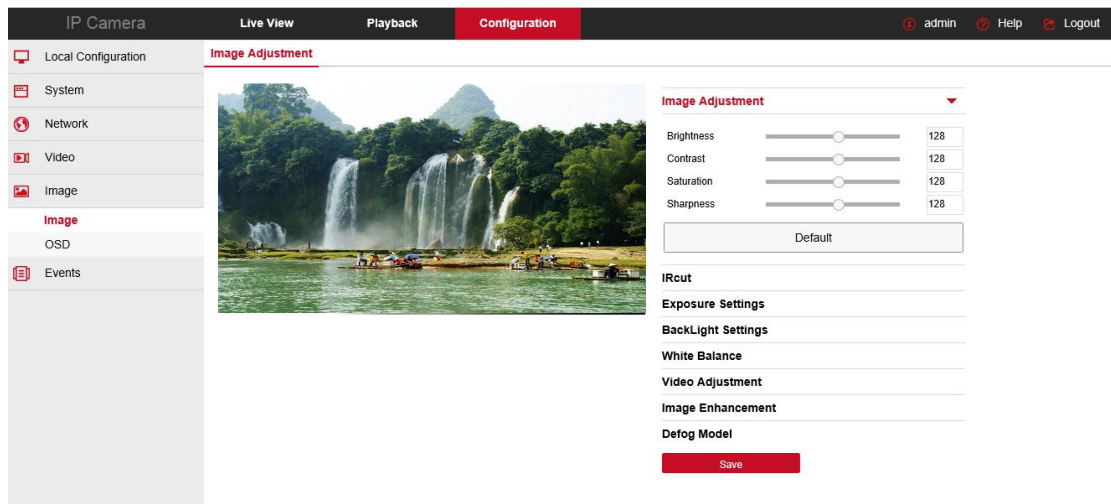 IP Camera Live View Playback Configuration admin Help Logout
Local Configuration
System
Network
Video
Image
Image
OSD
Events
Image Adjustment
Image Adjustment
Brightness 128
Contrast 128
Saturation 128
Sharpness 128
Default
IRcut
Exposure Settings
BackLight Settings
White Balance
Video Adjustment
Image Enhancement
Defog Model
Save